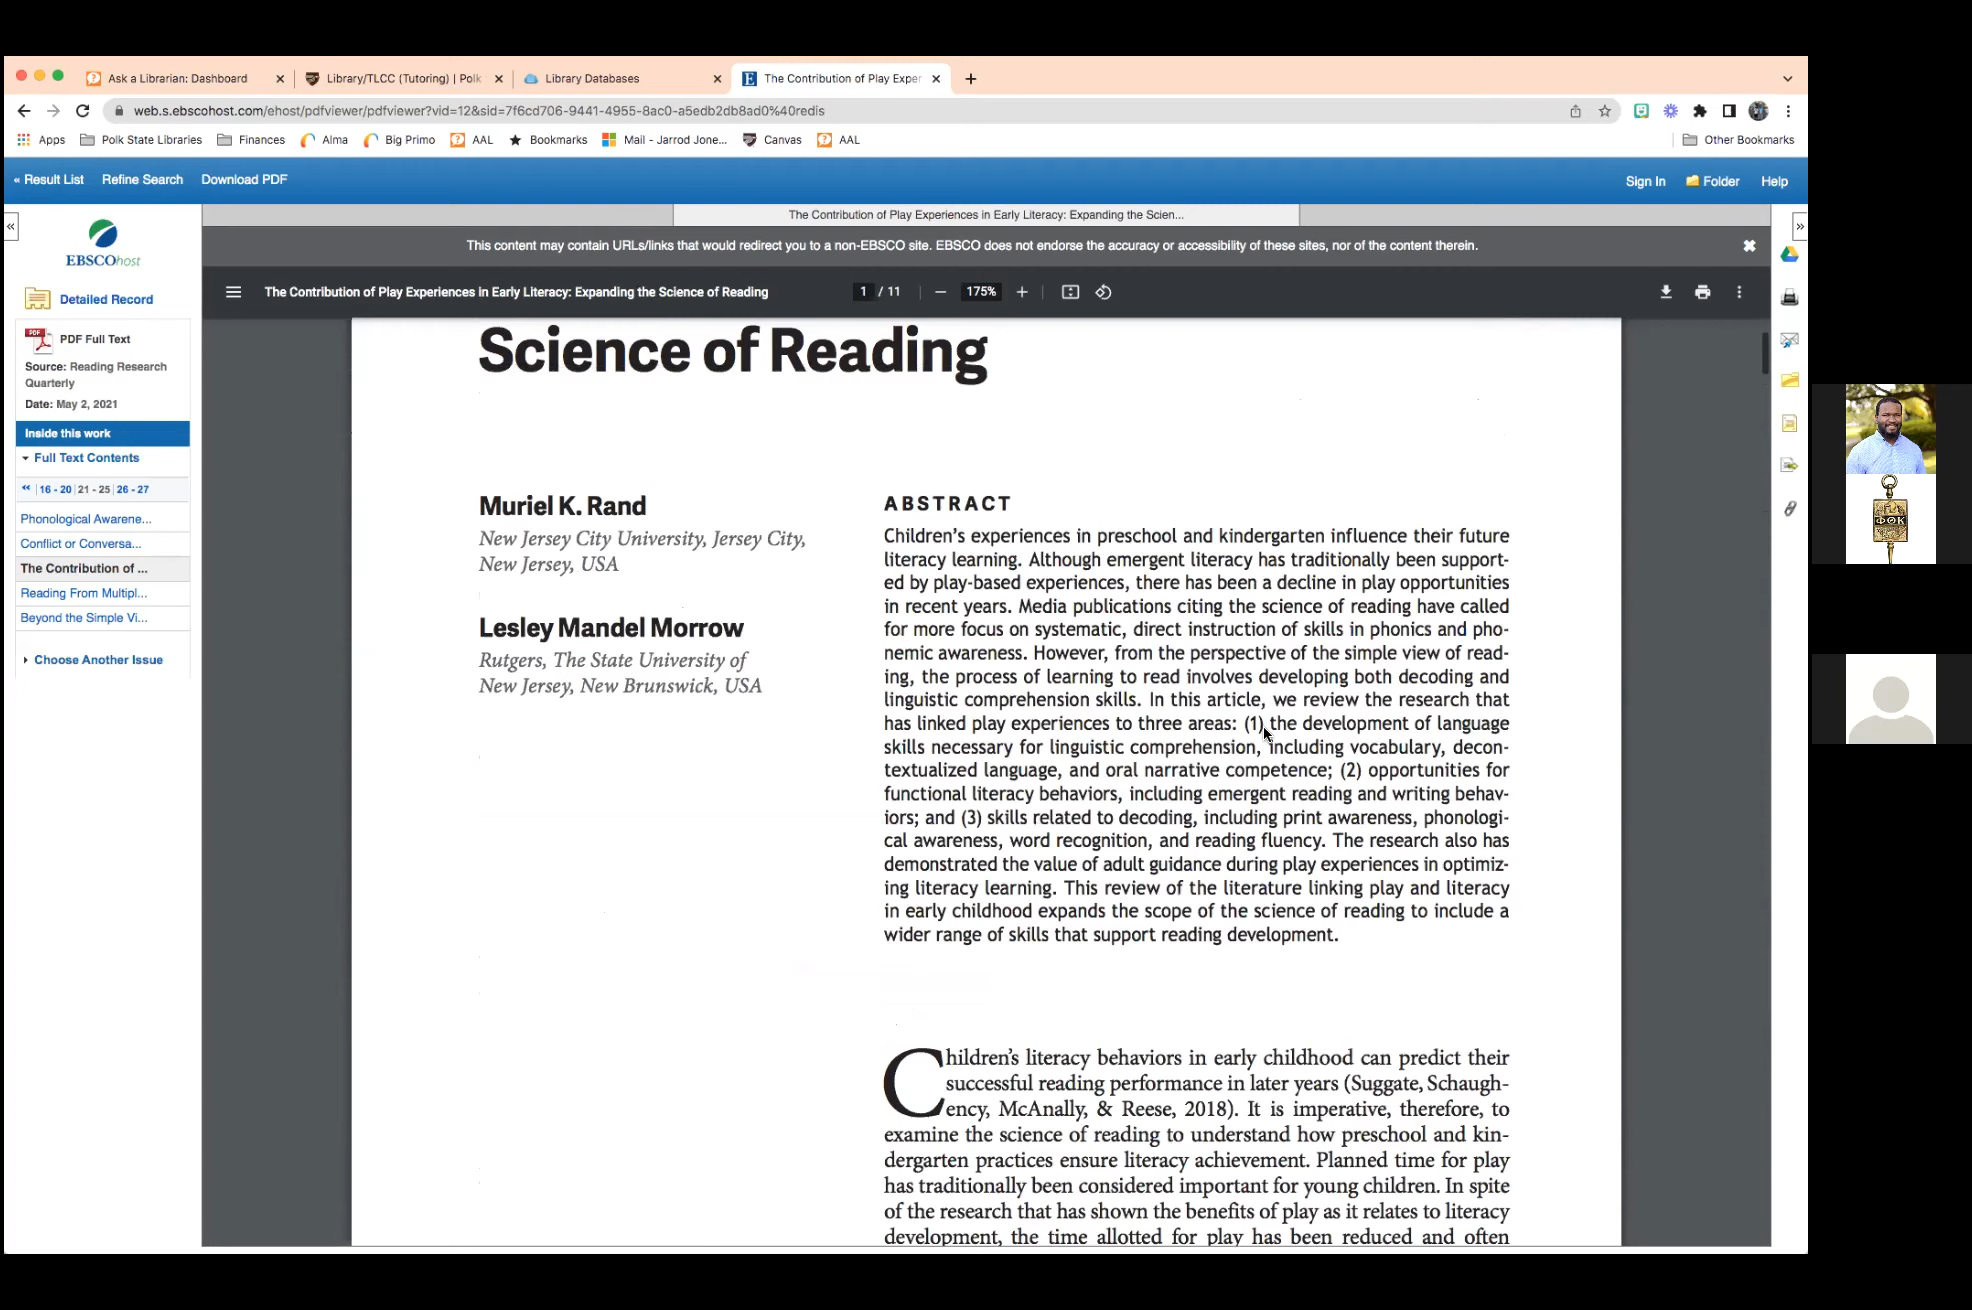 Ask a Librarian: Dashboard
Library/TLCC (Tutoring) | Polk
Library Databases
The Contribution of Play Exper
web.s.ebscohost.com/ehost/pdfviewer/pdfviewer?vid=12&sid=7f6cd706-9441-4955-8ac0-a5edb2db8ad0%40redis
Apps Polk State Libraries Finances Alma Big Primo AAL Bookmarks Mail - Jarrod Jone... Canvas AAL Other Bookmarks
« Result List Refine Search Download PDF Sign In Folder Help
The Contribution of Play Experiences in Early Literacy: Expanding the Scien...
This content may contain URLs/links that would redirect you to a non-EBSCO site. EBSCO does not endorse the accuracy or accessibility of these sites, nor of the content therein.
The Contribution of Play Experiences in Early Literacy: Expanding the Science of Reading 1 / 11 175%
EBSCOhost
Detailed Record
PDF Full Text
Source: Reading Research
Quarterly
Date: May 2, 2021
Inside this work
Full Text Contents
« | 16 - 20 | 21 - 25 | 26 - 27
Phonological Awarene...
Conflict or Conversa...
The Contribution of ...
Reading From Multipl...
Beyond the Simple Vi...
Choose Another Issue
Science of Reading
Muriel K. Rand
New Jersey City University, Jersey City,
New Jersey, USA
Lesley Mandel Morrow
Rutgers, The State University of
New Jersey, New Brunswick, USA
ABSTRACT
Children's experiences in preschool and kindergarten influence their future
literacy learning. Although emergent literacy has traditionally been support-
ed by play-based experiences, there has been a decline in play opportunities
in recent years. Media publications citing the science of reading have called
for more focus on systematic, direct instruction of skills in phonics and pho-
nemic awareness. However, from the perspective of the simple view of read-
ing, the process of learning to read involves developing both decoding and
linguistic comprehension skills. In this article, we review the research that
has linked play experiences to three areas: (1) the development of language
skills necessary for linguistic comprehension, including vocabulary, decon-
textualized language, and oral narrative competence; (2) opportunities for
functional literacy behaviors, including emergent reading and writing behav-
iors; and (3) skills related to decoding, including print awareness, phonologi-
cal awareness, word recognition, and reading fluency. The research also has
demonstrated the value of adult guidance during play experiences in optimiz-
ing literacy learning. This review of the literature linking play and literacy
in early childhood expands the scope of the science of reading to include a
wider range of skills that support reading development.
Children's literacy behaviors in early childhood can predict their
successful reading performance in later years (Suggate, Schaugh-
ency, McAnally, & Reese, 2018). It is imperative, therefore, to
examine the science of reading to understand how preschool and kin-
dergarten practices ensure literacy achievement. Planned time for play
has traditionally been considered important for young children. In spite
of the research that has shown the benefits of play as it relates to literacy
development, the time allotted for play has been reduced and often
ΦΘΚ